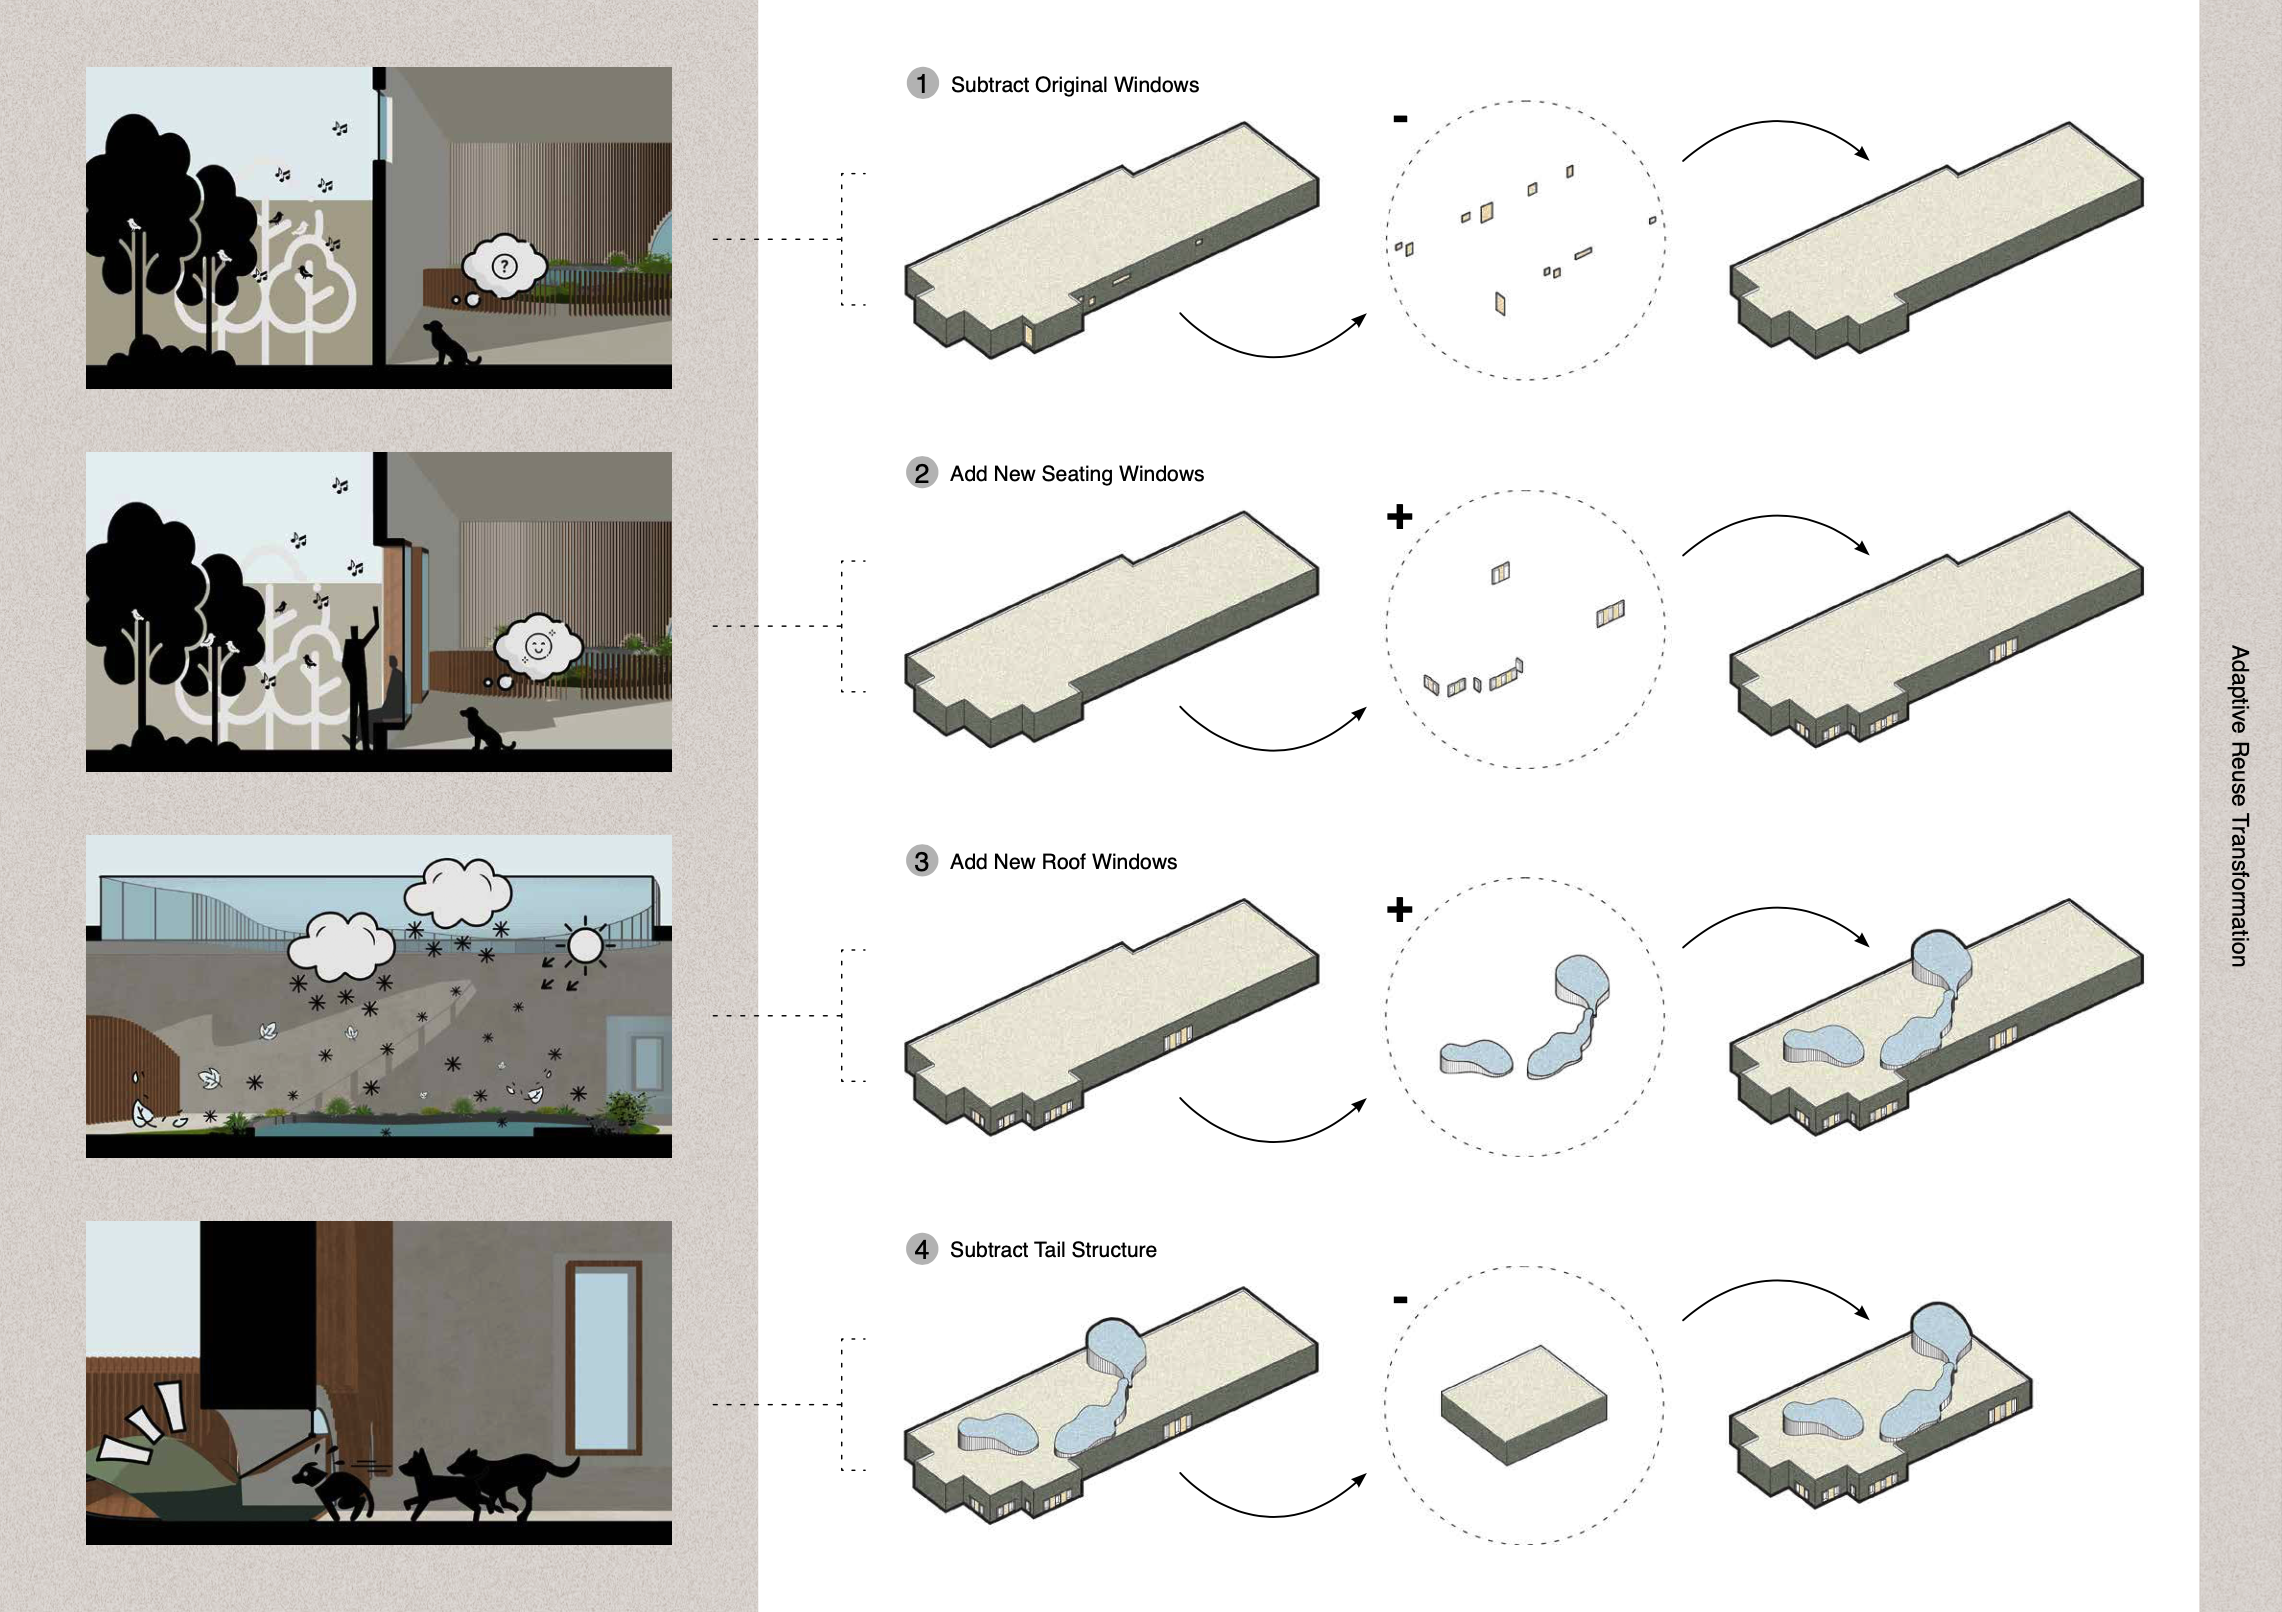 1 Subtract Original Windows
-
?
2 Add New Seating Windows
+
3 Add New Roof Windows
+
4 Subtract Tail Structure
-
Adaptive Reuse Transformation